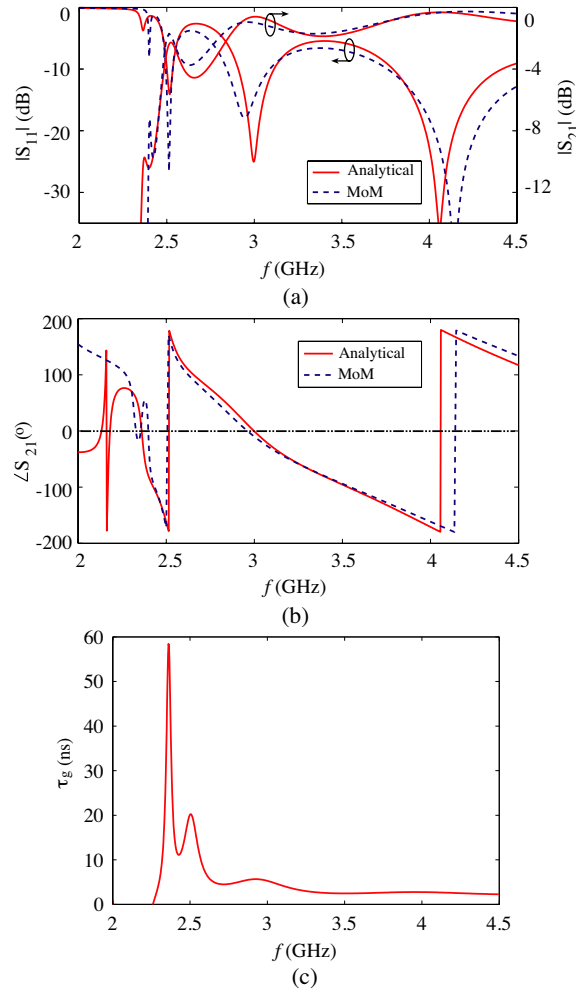 0 0
-10 -4
-20 -8
-30 -12
|S₁₁| (dB)
|S₂₁| (dB)
Analytical
MoM
2 2.5 3 3.5 4 4.5
f (GHz)
(a)
200
100
0
-100
-200
∠S₂₁(º)
Analytical
MoM
2 2.5 3 3.5 4 4.5
f (GHz)
(b)
60
50
40
30
20
10
0
τg (ns)
2 2.5 3 3.5 4 4.5
f (GHz)
(c)